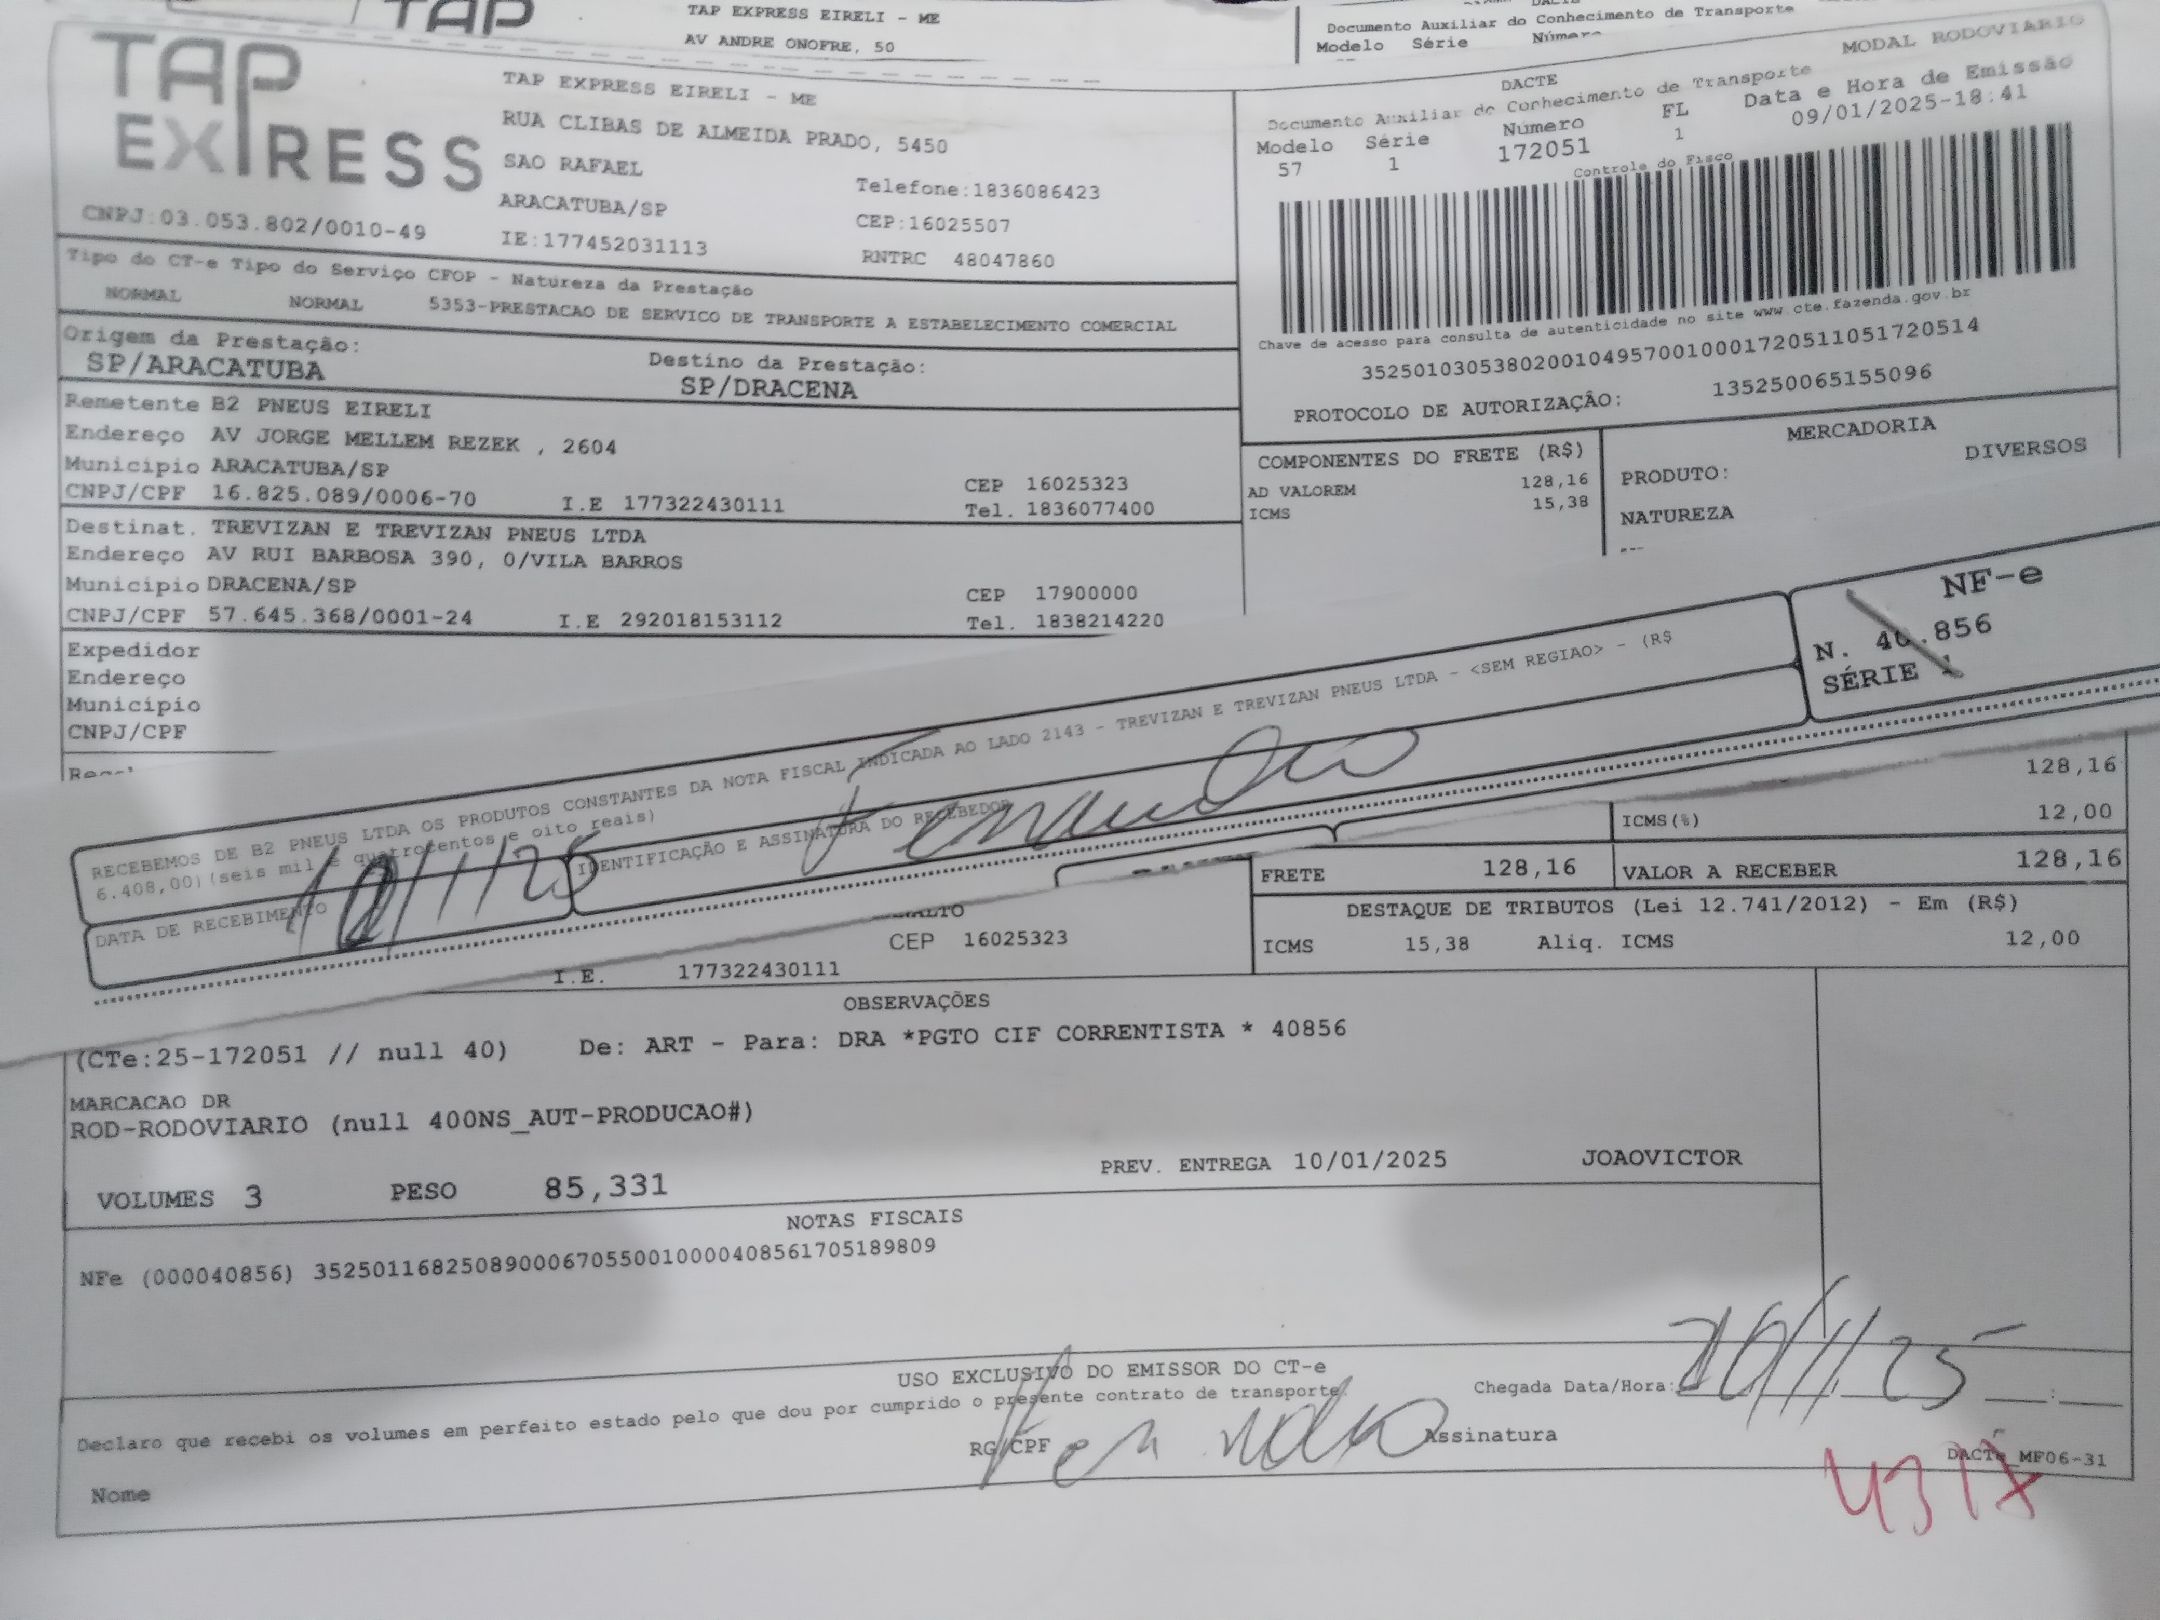 TAP
TAP EXPRESS EIRELI - ME
AV ANDRE ONOFRE, 50
Documento Auxiliar do Conhecimento de Transporte
Modelo Série Número
TAP EXPRESS
CNPJ:03.053.802/0010-49
TAP EXPRESS EIRELI - ME
RUA CLIBAS DE ALMEIDA PRADO, 5450
SAO RAFAEL
Telefone:1836086423
ARACATUBA/SP
CEP:16025507
IE:177452031113
RNTRC 48047860
DACTE
MODAL RODOVIARIO
Documento Auxiliar do Conhecimento de Transporte
Modelo Série Número FL Data e Hora de Emissão
57 1 172051 1 09/01/2025-18:41
Controle do Fisco
Chave de acesso para consulta de autenticidade no site www.cte.fazenda.gov.br
35250103053802001049570010001720511051720514
PROTOCOLO DE AUTORIZAÇÃO: 135250065155096
Tipo do CT-e Tipo do Serviço CFOP - Natureza da Prestação
NORMAL NORMAL 5353-PRESTACAO DE SERVICO DE TRANSPORTE A ESTABELECIMENTO COMERCIAL
Origem da Prestação: Destino da Prestação:
SP/ARACATUBA SP/DRACENA
Remetente B2 PNEUS EIRELI
Endereço AV JORGE MELLEM REZEK , 2604
Município ARACATUBA/SP CEP 16025323
CNPJ/CPF 16.825.089/0006-70 I.E 177322430111 Tel. 1836077400
Destinat. TREVIZAN E TREVIZAN PNEUS LTDA
Endereço AV RUI BARBOSA 390, 0/VILA BARROS
Município DRACENA/SP CEP 17900000
CNPJ/CPF 57.645.368/0001-24 I.E 292018153112 Tel. 1838214220
Expedidor
Endereço
Município
CNPJ/CPF
COMPONENTES DO FRETE (R$)
AD VALOREM 128,16
ICMS 15,38
MERCADORIA
PRODUTO: DIVERSOS
NATUREZA
---
NF-e
N. 40.856
SÉRIE 1
RECEBEMOS DE B2 PNEUS LTDA OS PRODUTOS CONSTANTES DA NOTA FISCAL INDICADA AO LADO 2143 - TREVIZAN E TREVIZAN PNEUS LTDA - <SEM REGIAO> - (R$
6.408,00)(seis mil e quatrocentos e oito reais)
DATA DE RECEBIMENTO 10/1/25
IDENTIFICAÇÃO E ASSINATURA DO RECEBEDOR Fernando
128,16
ICMS(%) 12,00
FRETE 128,16 VALOR A RECEBER 128,16
DESTAQUE DE TRIBUTOS (Lei 12.741/2012) - Em (R$)
ICMS 15,38 Aliq. ICMS 12,00
CEP 16025323
I.E. 177322430111
OBSERVAÇÕES
(CTe:25-172051 // null 40) De: ART - Para: DRA *PGTO CIF CORRENTISTA * 40856
MARCACAO DR
ROD-RODOVIARIO (null 400NS_AUT-PRODUCAO#)
VOLUMES 3 PESO 85,331 PREV. ENTREGA 10/01/2025 JOAOVICTOR
NOTAS FISCAIS
NFe (000040856) 35250116825089000670550010000408561705189809
USO EXCLUSIVO DO EMISSOR DO CT-e
Declaro que recebi os volumes em perfeito estado pelo que dou por cumprido o presente contrato de transporte.
Chegada Data/Hora: 10/1/25 __:__
Nome RG/CPF Fernando Assinatura
DACTe_MF06-31